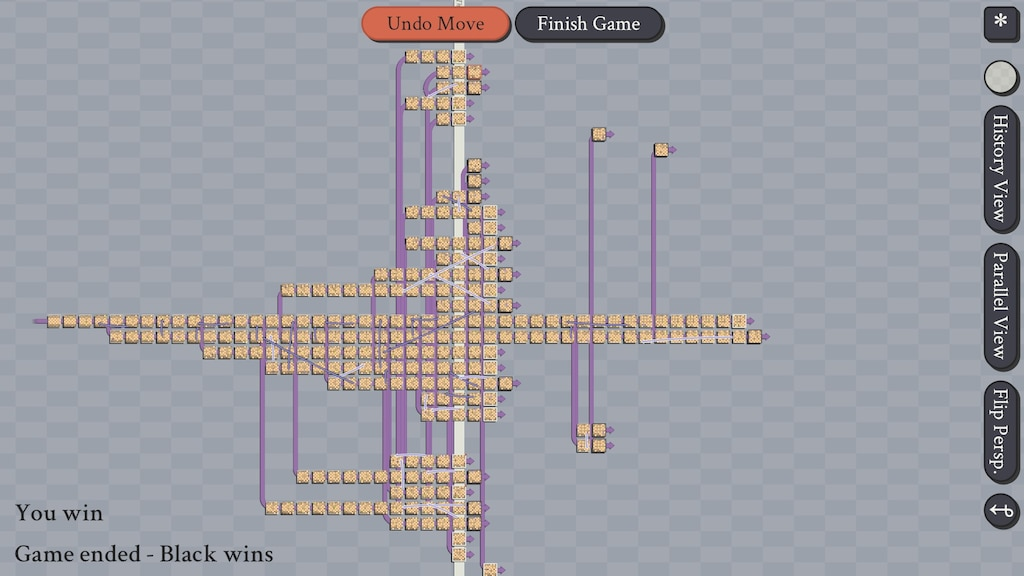 Undo Move
Finish Game
*
History View
Parallel View
Flip Persp.
You win
Game ended - Black wins